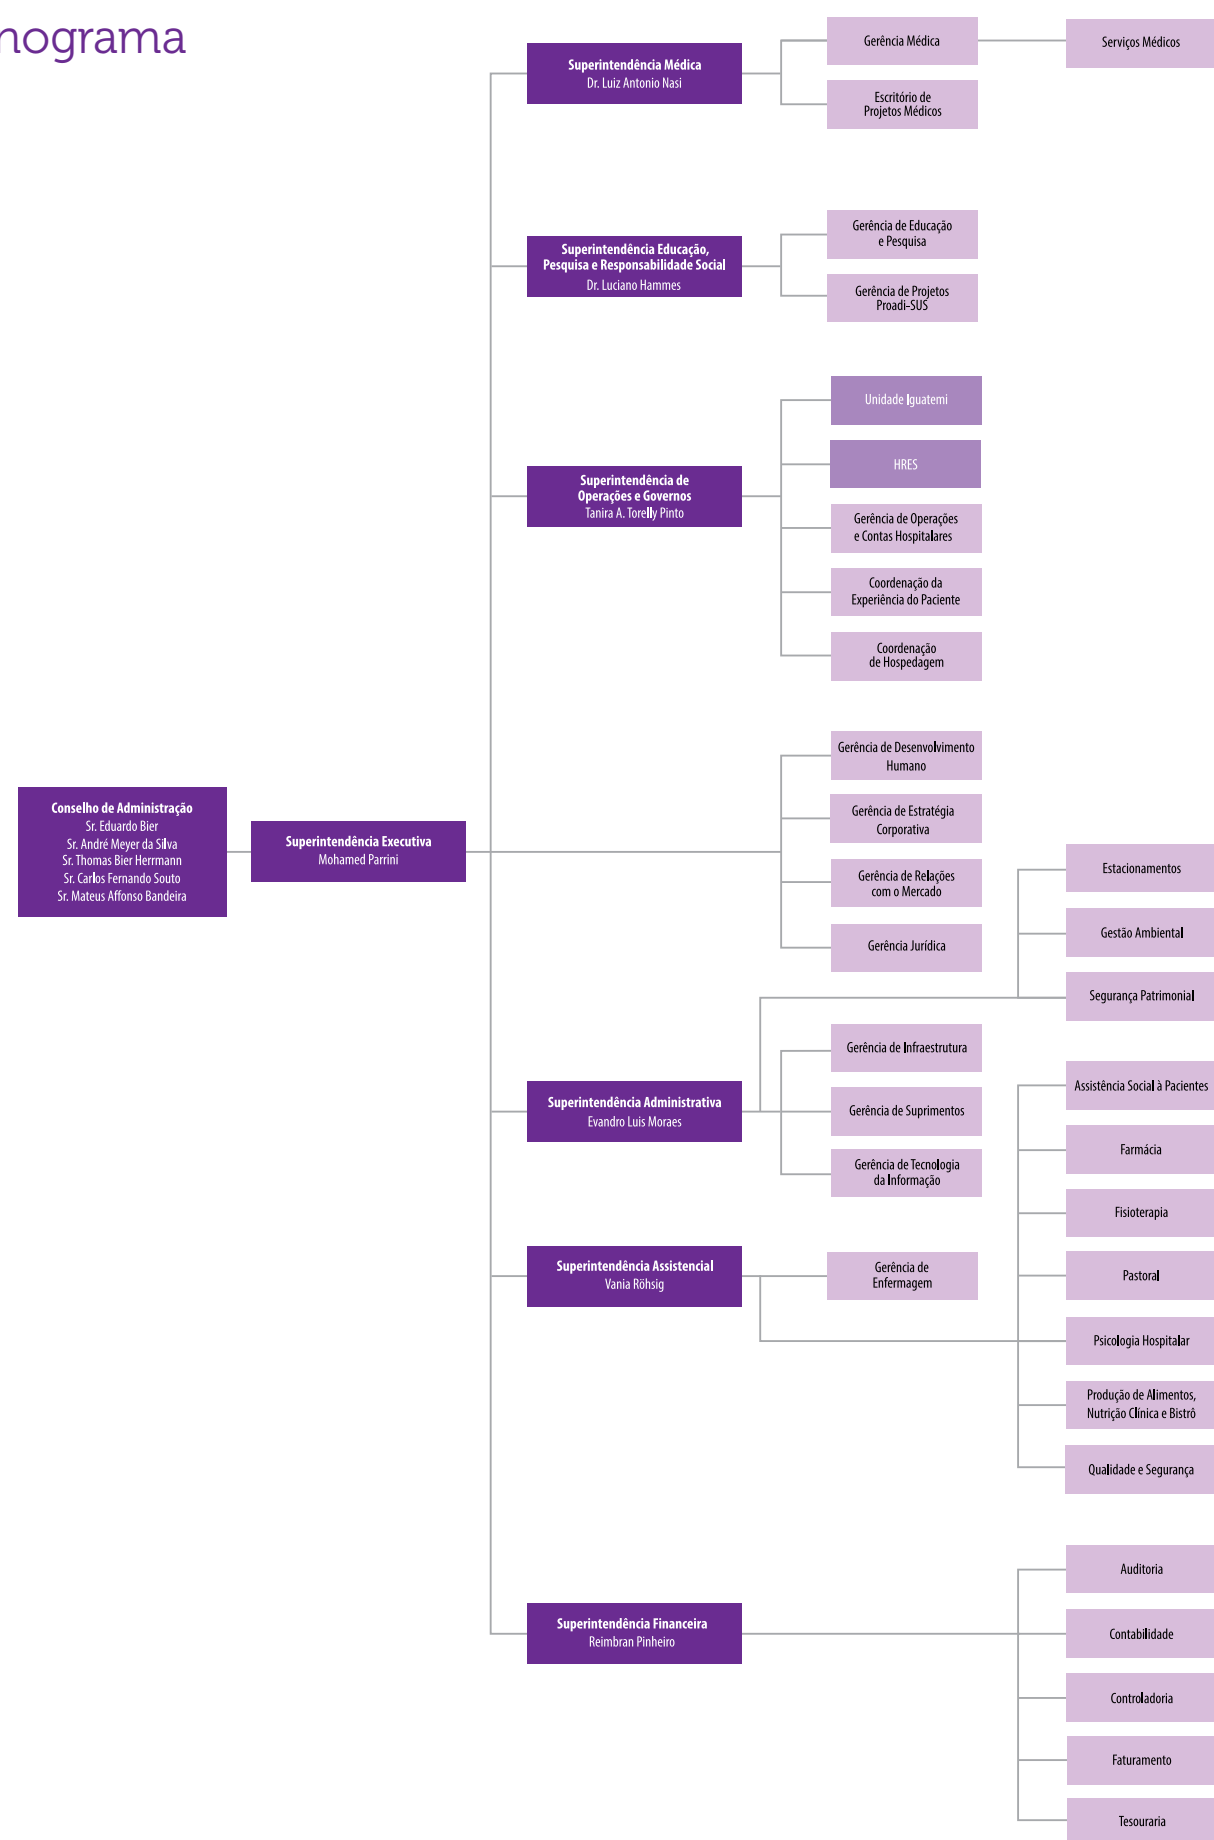 nograma
Superintendência Médica
Dr. Luiz Antonio Nasi
Gerência Médica
Serviços Médicos
Escritório de
Projetos Médicos
Superintendência Educação,
Pesquisa e Responsabilidade Social
Dr. Luciano Hammes
Gerência de Educação
e Pesquisa
Gerência de Projetos
Proadi-SUS
Superintendência de
Operações e Governos
Tanira A. Torelly Pinto
Unidade Iguatemi
HRES
Gerência de Operações
e Contas Hospitalares
Coordenação da
Experiência do Paciente
Coordenação
de Hospedagem
Conselho de Administração
Sr. Eduardo Bier
Sr. André Meyer da Silva
Sr. Thomas Bier Herrmann
Sr. Carlos Fernando Souto
Sr. Mateus Affonso Bandeira
Superintendência Executiva
Mohamed Parrini
Gerência de Desenvolvimento
Humano
Gerência de Estratégia
Corporativa
Gerência de Relações
com o Mercado
Gerência Jurídica
Estacionamentos
Gestão Ambiental
Segurança Patrimonial
Superintendência Administrativa
Evandro Luis Moraes
Gerência de Infraestrutura
Gerência de Suprimentos
Gerência de Tecnologia
da Informação
Superintendência Assistencial
Vania Röhsig
Gerência de
Enfermagem
Assistência Social à Pacientes
Farmácia
Fisioterapia
Pastoral
Psicologia Hospitalar
Produção de Alimentos,
Nutrição Clínica e Bistrô
Qualidade e Segurança
Superintendência Financeira
Reimbran Pinheiro
Auditoria
Contabilidade
Controladoria
Faturamento
Tesouraria